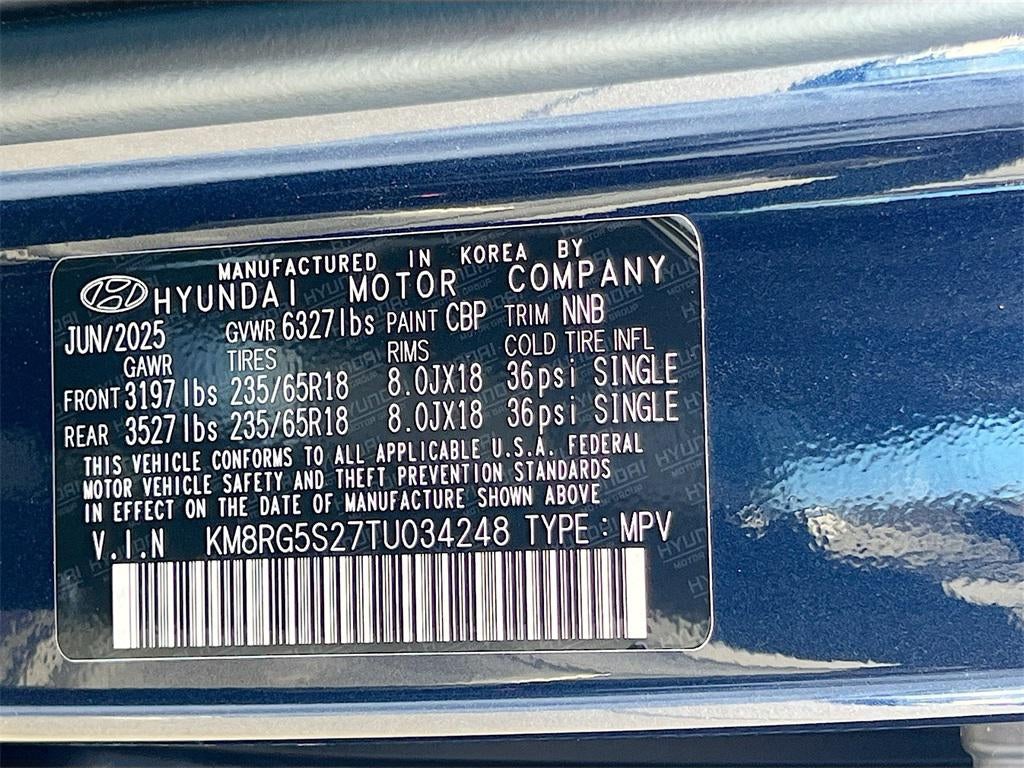 MANUFACTURED IN KOREA BY
HYUNDAI MOTOR COMPANY
JUN/2025 GVWR 6327lbs PAINT CBP TRIM NNB
GAWR TIRES RIMS COLD TIRE INFL
FRONT 3197lbs 235/65R18 8.0JX18 36psi SINGLE
REAR 3527lbs 235/65R18 8.0JX18 36psi SINGLE
THIS VEHICLE CONFORMS TO ALL APPLICABLE U.S.A. FEDERAL
MOTOR VEHICLE SAFETY AND THEFT PREVENTION STANDARDS
IN EFFECT ON THE DATE OF MANUFACTURE SHOWN ABOVE
V.I.N KM8RG5S27TU034248 TYPE : MPV